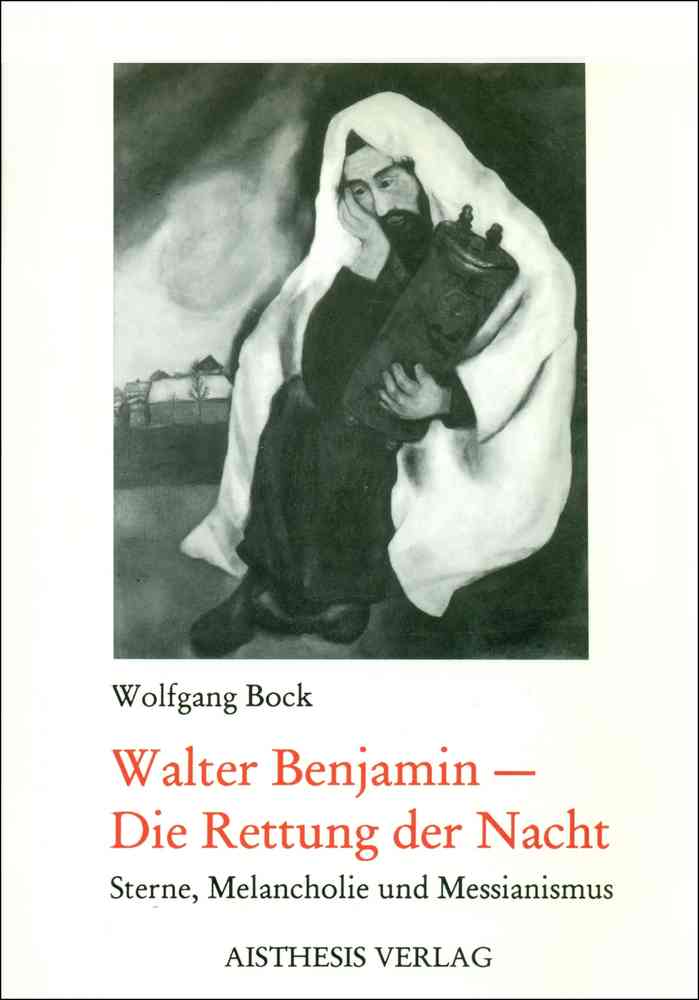 Wolfgang Bock
Walter Benjamin —
Die Rettung der Nacht
Sterne, Melancholie und Messianismus
AISTHESIS VERLAG